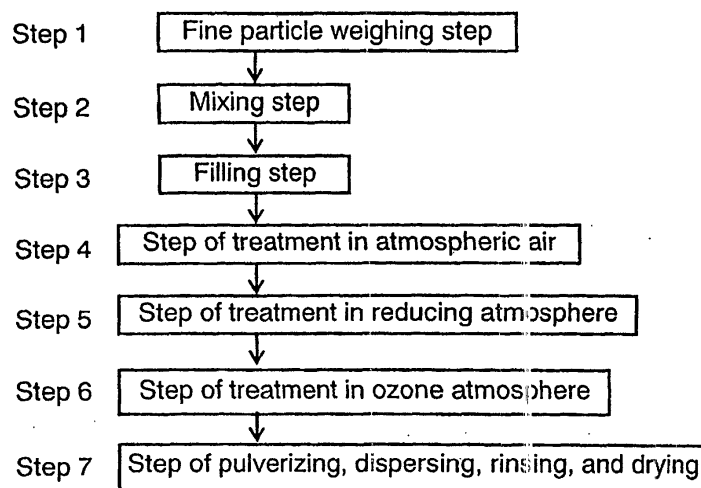 Step 1 Fine particle weighing step
Step 2 Mixing step
Step 3 Filling step
Step 4 Step of treatment in atmospheric air
Step 5 Step of treatment in reducing atmosphere
Step 6 Step of treatment in ozone atmosphere
Step 7 Step of pulverizing, dispersing, rinsing, and drying